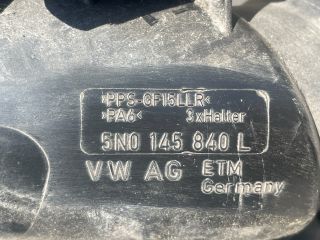 >PPS-GF15LLR<
>PA6< 3xHalter
5N0 145 840 L
VW AG ETM
Germany